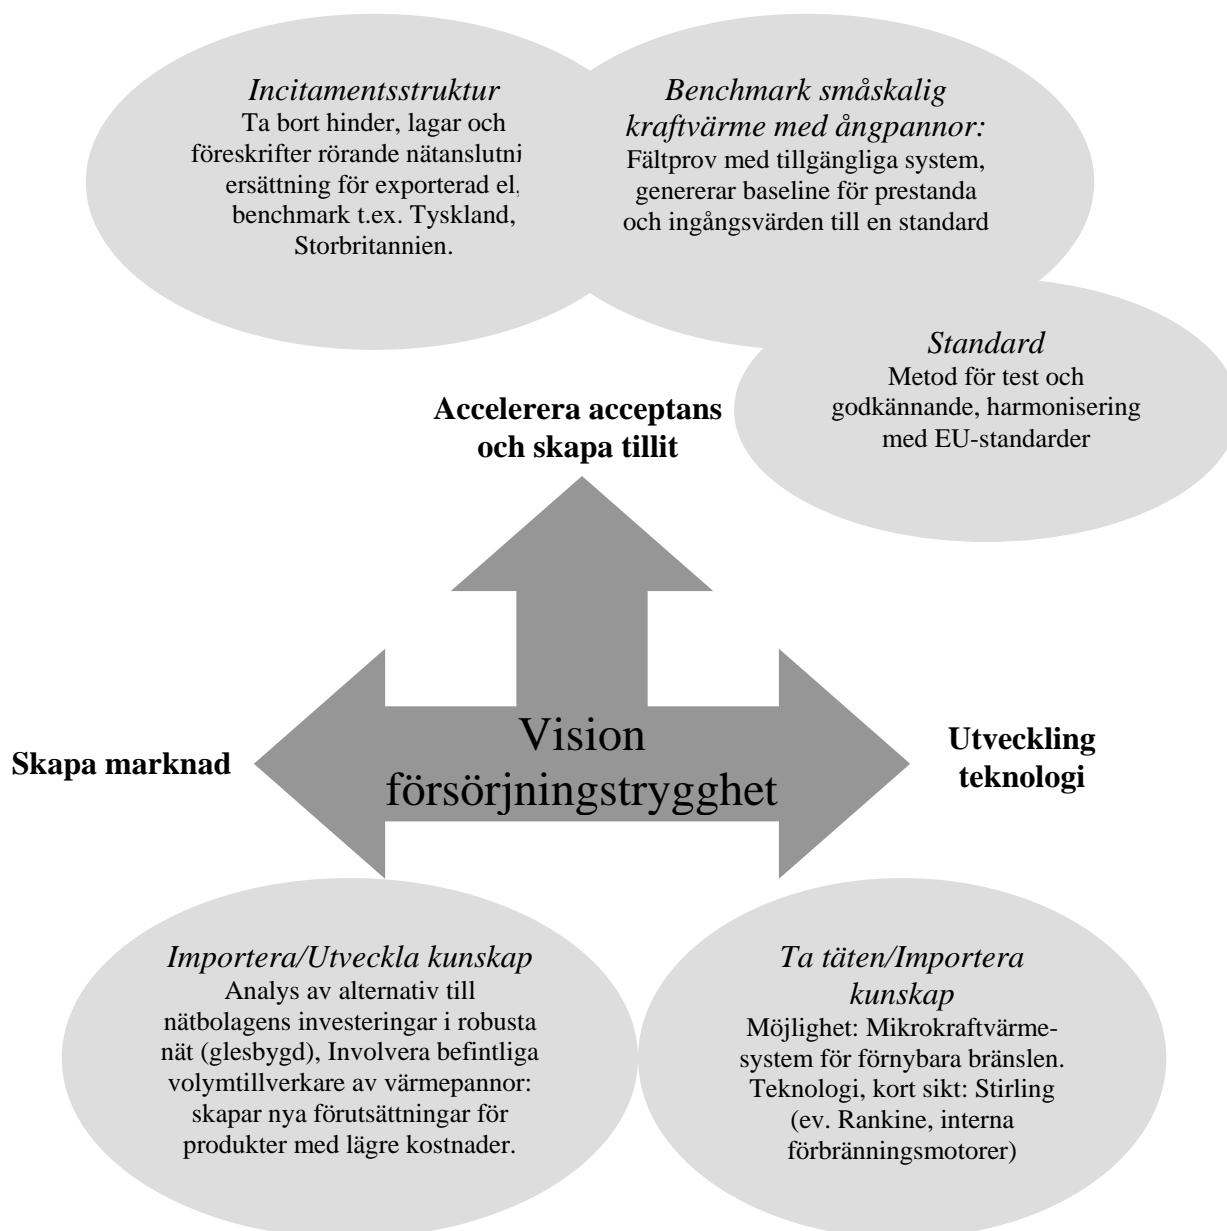 Incitamentsstruktur
Ta bort hinder, lagar och
föreskrifter rörande nätanslutni
ersättning för exporterad el,
benchmark t.ex. Tyskland,
Storbritannien.
Benchmark småskalig
kraftvärme med ångpannor:
Fältprov med tillgängliga system,
genererar baseline för prestanda
och ingångsvärden till en standard
Standard
Metod för test och
godkännande, harmonisering
med EU-standarder
Accelerera acceptans
och skapa tillit
Skapa marknad
Vision
försörjningstrygghet
Utveckling
teknologi
Importera/Utveckla kunskap
Analys av alternativ till
nätbolagens investeringar i robusta
nät (glesbygd), Involvera befintliga
volymtillverkare av värmepannor:
skapar nya förutsättningar för
produkter med lägre kostnader.
Ta täten/Importera
kunskap
Möjlighet: Mikrokraftvärme-
system för förnybara bränslen.
Teknologi, kort sikt: Stirling
(ev. Rankine, interna
förbränningsmotorer)